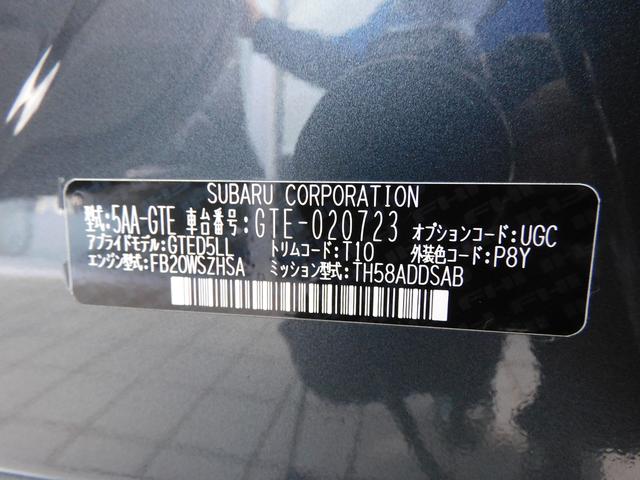 SUBARU CORPORATION
型式:5AA-GTE 車台番号:GTE-020723 オプションコード:UGC
アプライドモデル:GTED5LL トリムコード:T10 外装色コード:P8Y
エンジン型式:FB20WSZHSA ミッション型式:TH58ADDSAB